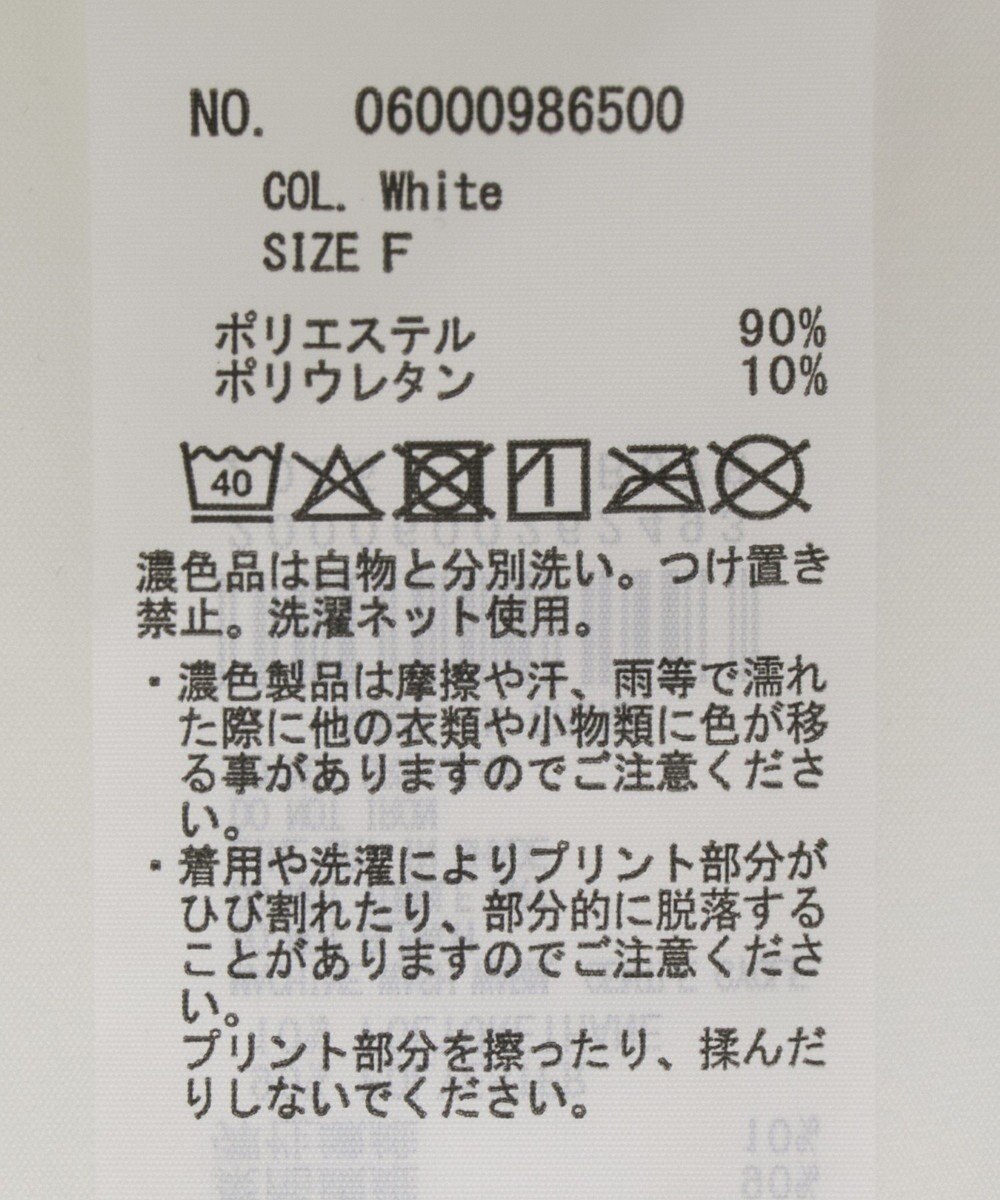 NO. 06000986500
COL. White
SIZE F
ポリエステル 90%
ポリウレタン 10%
40
濃色品は白物と分別洗い。つけ置き
禁止。洗濯ネット使用。
・濃色製品は摩擦や汗、雨等で濡れ
た際に他の衣類や小物類に色が移
る事がありますのでご注意くださ
い。
・着用や洗濯によりプリント部分が
ひび割れたり、部分的に脱落する
ことがありますのでご注意くださ
い。
プリント部分を擦ったり、揉んだ
りしないでください。